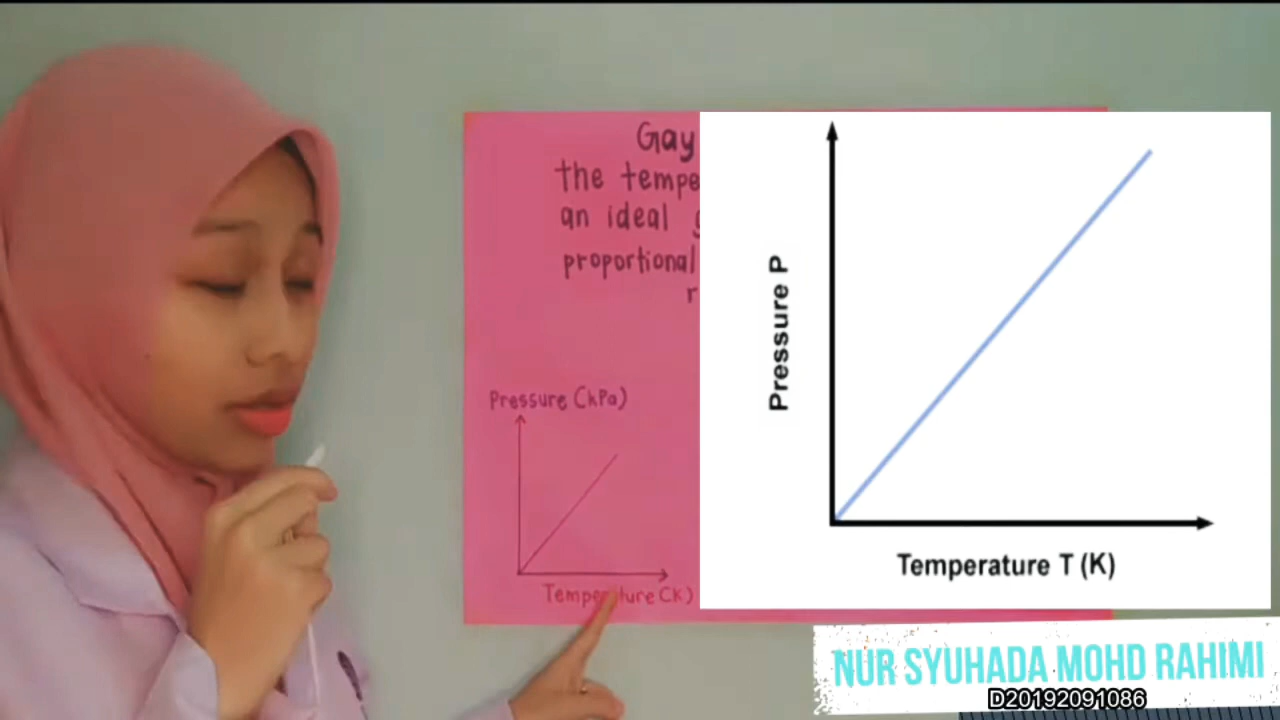 Gay
the tempe
an ideal
proportional
r
Pressure (kPa)
Temperature (K)
Pressure P
Temperature T (K)
NUR SYUHADA MOHD RAHIMI
D20192091086